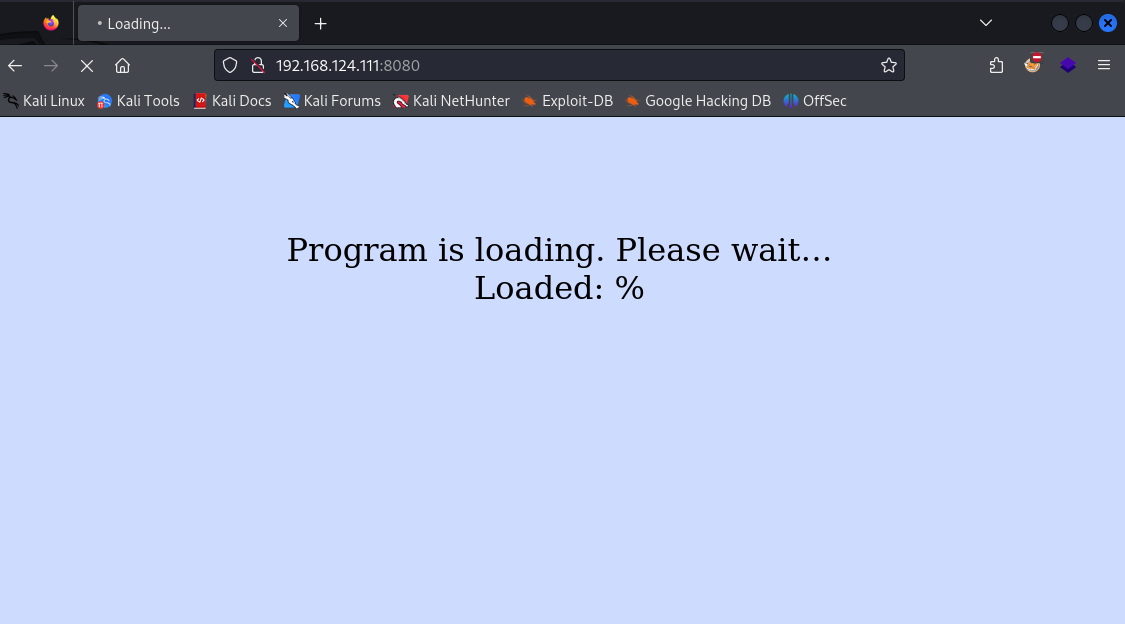 Loading...
192.168.124.111:8080
Kali Linux Kali Tools Kali Docs Kali Forums Kali NetHunter Exploit-DB Google Hacking DB OffSec
Program is loading. Please wait...
Loaded: %